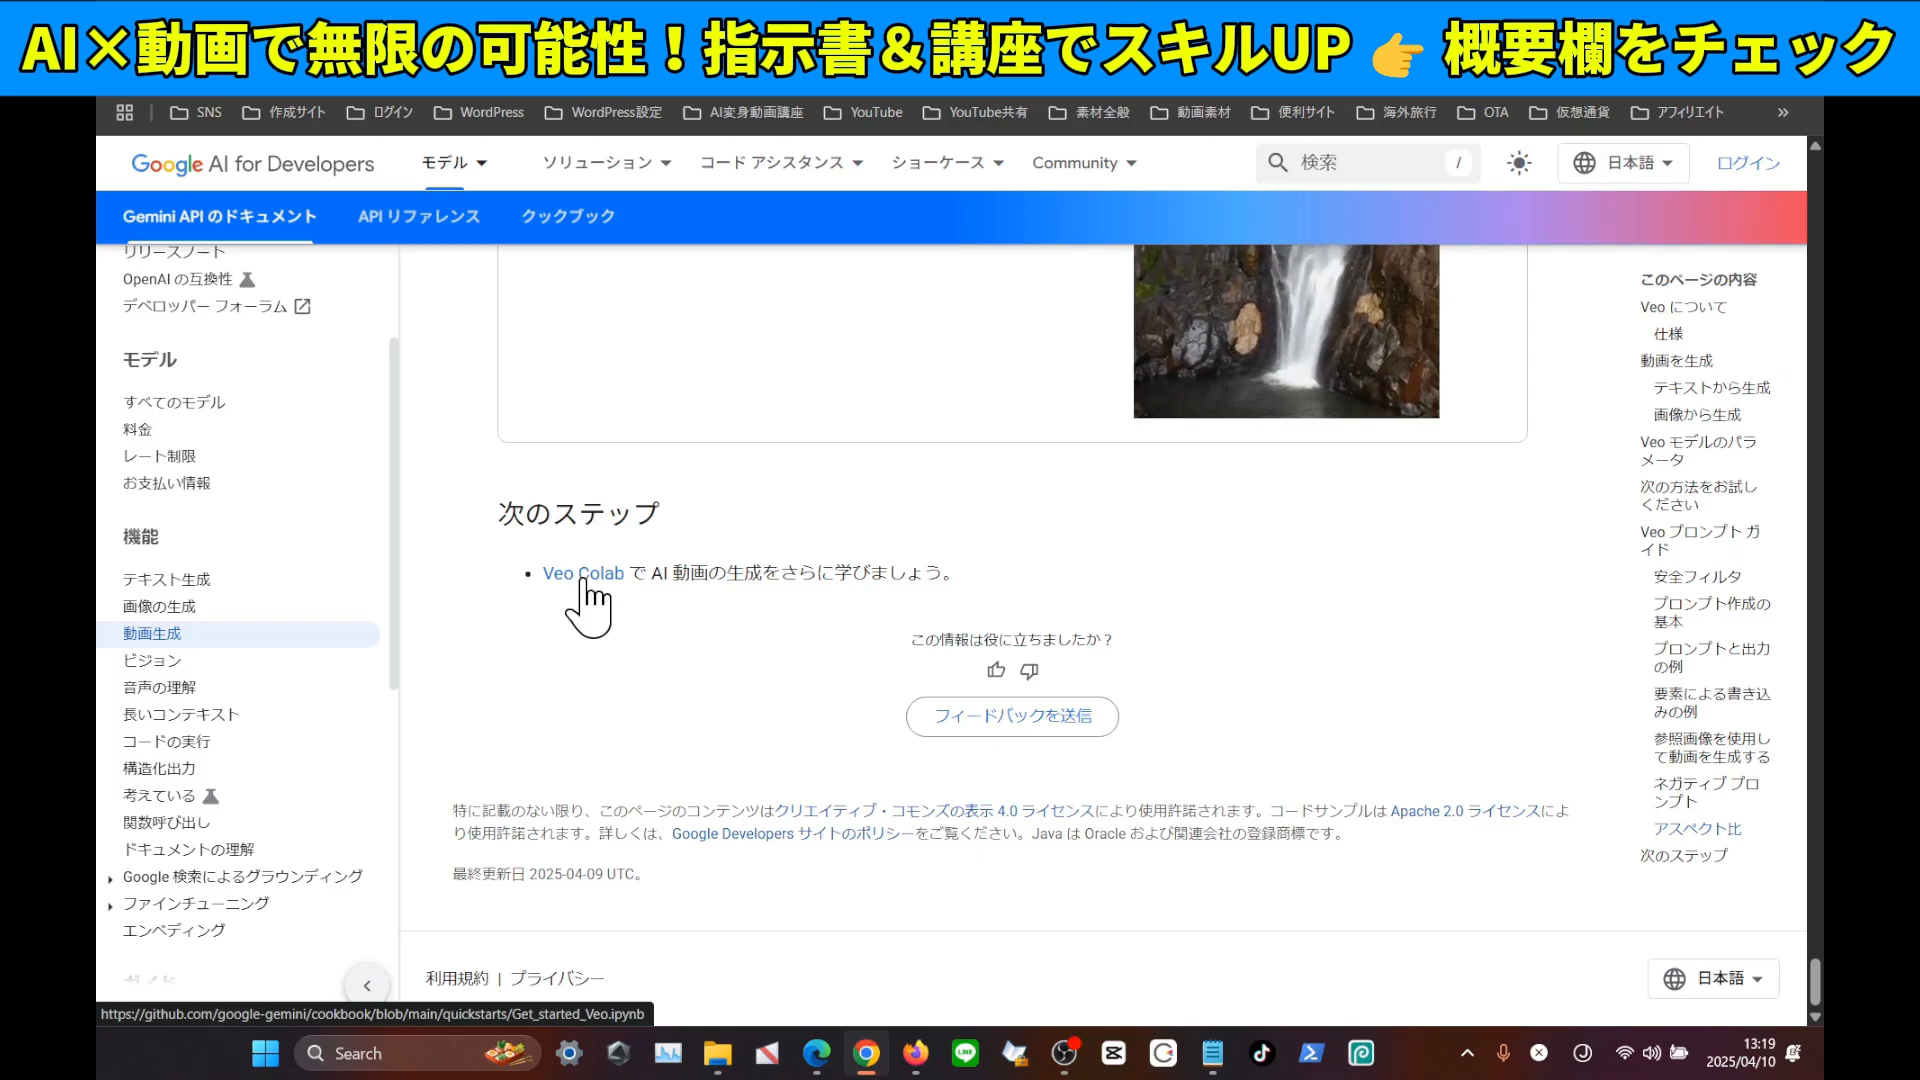 AI×動画で無限の可能性！指示書＆講座でスキルUP 👉 概要欄をチェック
SNS 作成サイト ログイン WordPress WordPress設定 AI変身動画講座 YouTube YouTube共有 素材全般 動画素材 便利サイト 海外旅行 OTA 仮想通貨 アフィリエイト »
Google AI for Developers モデル ソリューション コード アシスタンス ショーケース Community 検索 / 日本語 ログイン
Gemini API のドキュメント API リファレンス クックブック
リリースノート
OpenAI の互換性
デベロッパー フォーラム
モデル
すべてのモデル
料金
レート制限
お支払い情報
機能
テキスト生成
画像の生成
動画生成
ビジョン
音声の理解
長いコンテキスト
コードの実行
構造化出力
考えている
関数呼び出し
ドキュメントの理解
Google 検索によるグラウンディング
ファインチューニング
エンベディング
ガイド
次のステップ
• Veo Colab で AI 動画の生成をさらに学びましょう。
この情報は役に立ちましたか？
フィードバックを送信
特に記載のない限り、このページのコンテンツはクリエイティブ・コモンズの表示 4.0 ライセンスにより使用許諾されます。コードサンプルは Apache 2.0 ライセンスによ
り使用許諾されます。詳しくは、Google Developers サイトのポリシーをご覧ください。Java は Oracle および関連会社の登録商標です。
最終更新日 2025-04-09 UTC。
利用規約 | プライバシー
日本語
このページの内容
Veo について
仕様
動画を生成
テキストから生成
画像から生成
Veo モデルのパラ
メータ
次の方法をお試し
ください
Veo プロンプト ガ
イド
安全フィルタ
プロンプト作成の
基本
プロンプトと出力
の例
要素による書き込
みの例
参照画像を使用し
て動画を生成する
ネガティブ プロ
ンプト
アスペクト比
次のステップ
https://github.com/google-gemini/cookbook/blob/main/quickstarts/Get_started_Veo.ipynb
Search
13:19
2025/04/10